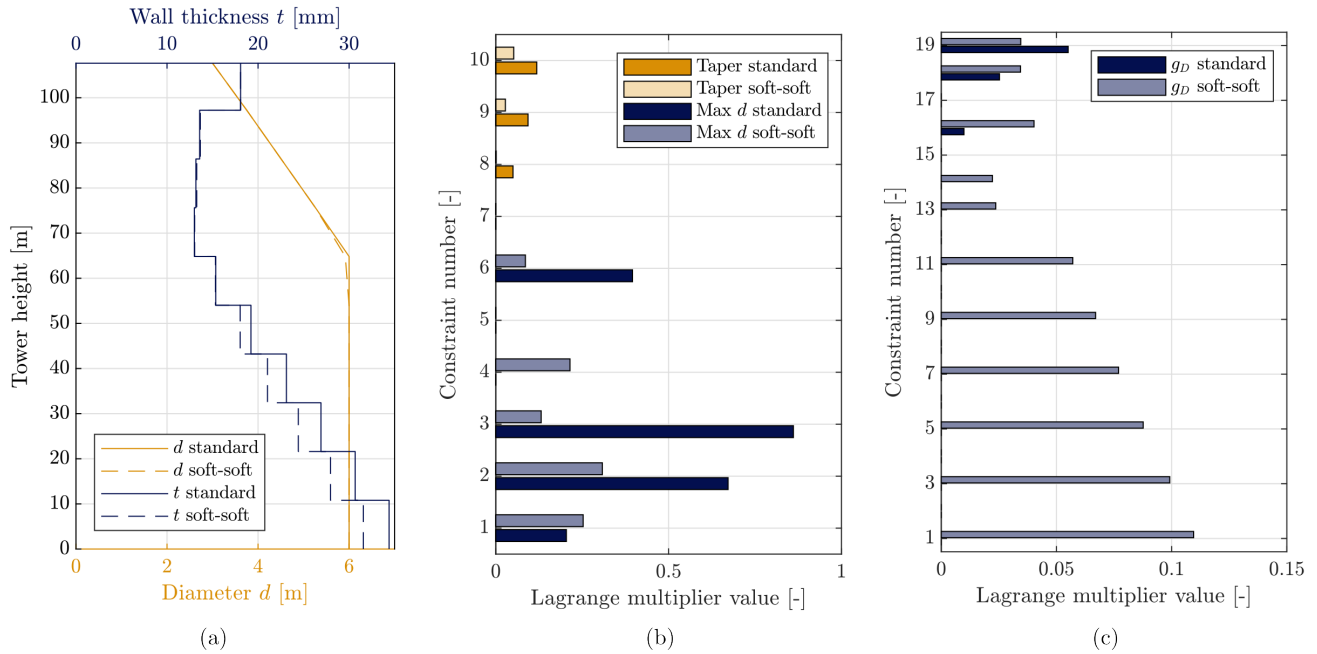 Wall thickness t [mm]
0 10 20 30
Tower height [m]
100
90
80
70
60
50
40
30
20
10
0
d standard
d soft-soft
t standard
t soft-soft
0 2 4 6
Diameter d [m]
(a)
Constraint number [-]
10
9
8
7
6
5
4
3
2
1
Taper standard
Taper soft-soft
Max d standard
Max d soft-soft
0 0.5 1
Lagrange multiplier value [-]
(b)
Constraint number [-]
19
17
15
13
11
9
7
5
3
1
g_D standard
g_D soft-soft
0 0.05 0.1 0.15
Lagrange multiplier value [-]
(c)